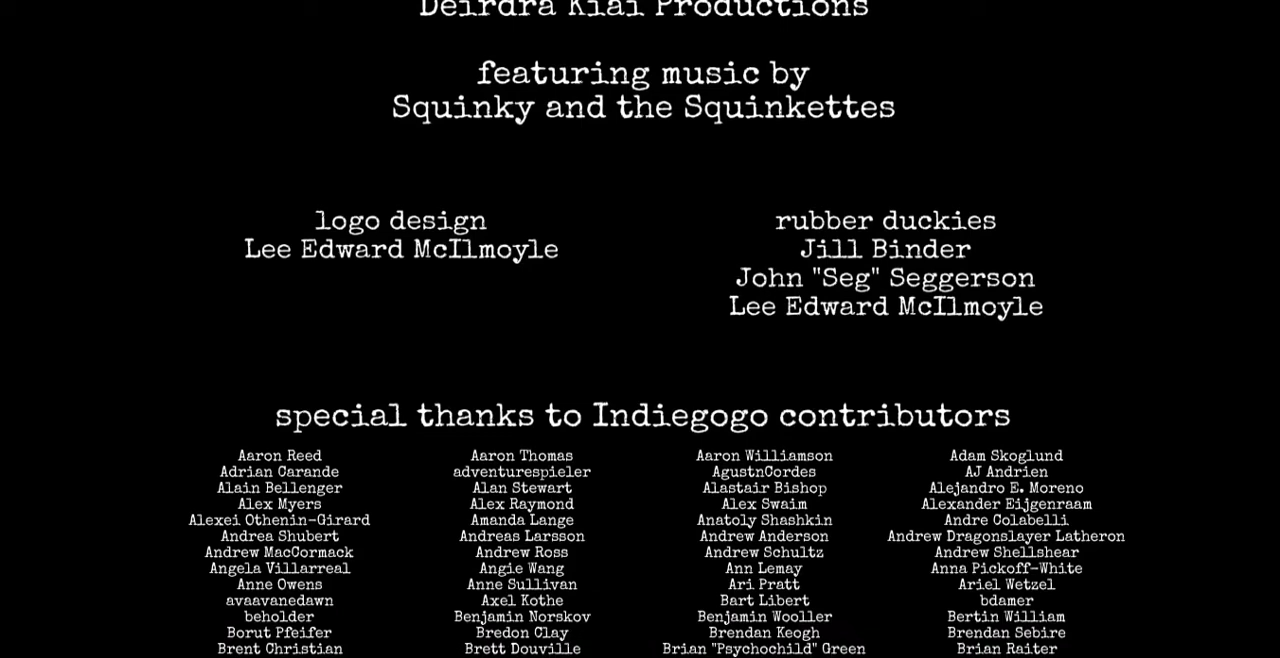 Deirdra Kiai Productions
featuring music by
Squinky and the Squinkettes
logo design
Lee Edward McIlmoyle
rubber duckies
Jill Binder
John "Seg" Seggerson
Lee Edward McIlmoyle
special thanks to Indiegogo contributors
Aaron Reed Aaron Thomas Aaron Williamson Adam Skoglund
Adrian Carande adventurespieler AgustnCordes AJ Andrien
Alain Bellenger Alan Stewart Alastair Bishop Alejandro E. Moreno
Alex Myers Alex Raymond Alex Swaim Alexander Eijgenraam
Alexei Othenin-Girard Amanda Lange Anatoly Shashkin Andre Colabelli
Andrea Shubert Andreas Larsson Andrew Anderson Andrew Dragonslayer Latheron
Andrew MacCormack Andrew Ross Andrew Schultz Andrew Shellshear
Angela Villarreal Angie Wang Ann Lemay Anna Pickoff-White
Anne Owens Anne Sullivan Ari Pratt Ariel Wetzel
avaavanedawn Axel Kothe Bart Libert bdamer
beholder Benjamin Norskov Benjamin Wooller Bertin William
Borut Pfeifer Bredon Clay Brendan Keogh Brendan Sebire
Brent Christian Brett Douville Brian "Psychochild" Green Brian Raiter